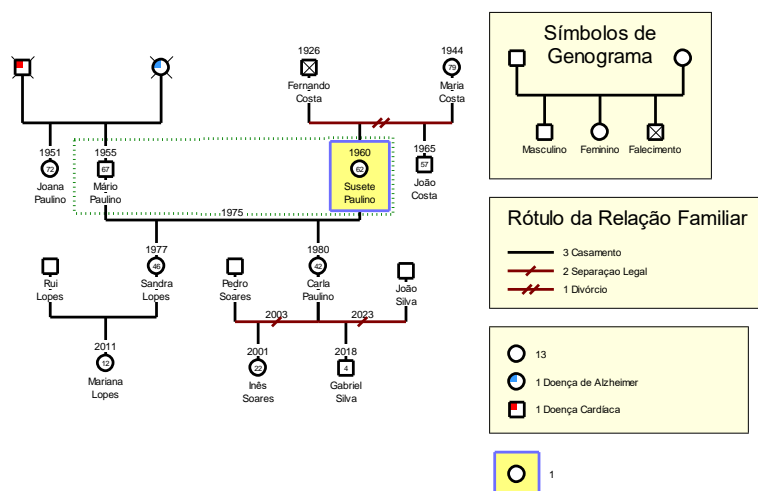 1926
1944
79
Fernando
Costa
Maria
Costa
1951
1955
1960
1965
72
67
62
57
Joana
Paulino
Mário
Paulino
Susete
Paulino
João
Costa
1975
1977
1980
46
42
Rui
Lopes
Sandra
Lopes
Pedro
Soares
Carla
Paulino
João
Silva
2003
2023
2011
2001
2018
12
22
4
Mariana
Lopes
Inês
Soares
Gabriel
Silva
Símbolos de
Genograma
Masculino
Feminino
Falecimento
Rótulo da Relação Familiar
3 Casamento
2 Separaçao Legal
1 Divórcio
13
1 Doença de Alzheimer
1 Doença Cardíaca
1